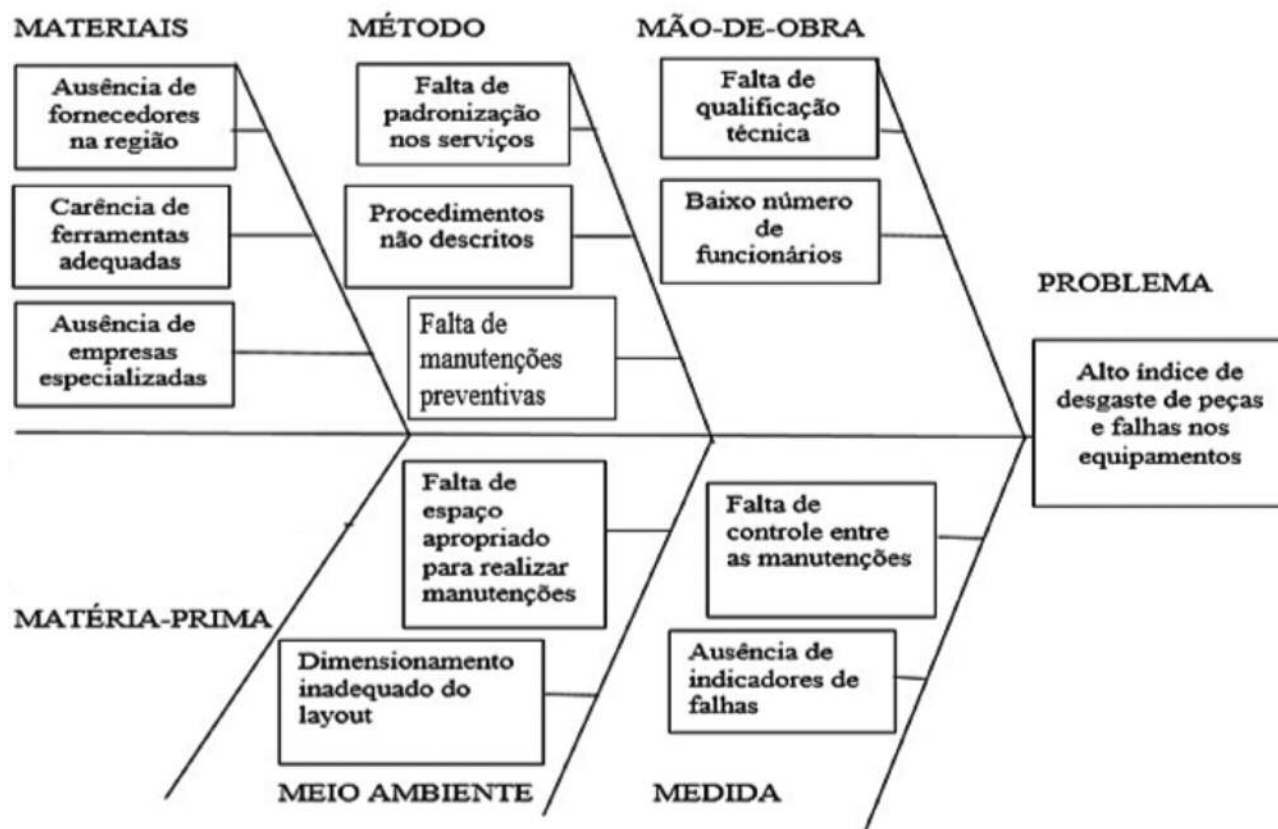 MATERIAIS
Ausência de
fornecedores
na região
Carência de
ferramentas
adequadas
Ausência de
empresas
especializadas
MÉTODO
Falta de
padronização
nos serviços
Procedimentos
não descritos
Falta de
manutenções
preventivas
MÃO-DE-OBRA
Falta de
qualificação
técnica
Baixo número
de
funcionários
PROBLEMA
Alto índice de
desgaste de peças
e falhas nos
equipamentos
MATÉRIA-PRIMA
Falta de
espaço
apropriado
para realizar
manutenções
Dimensionamento
inadequado do
layout
MEIO AMBIENTE
Falta de
controle entre
as manutenções
Ausência de
indicadores de
falhas
MEDIDA